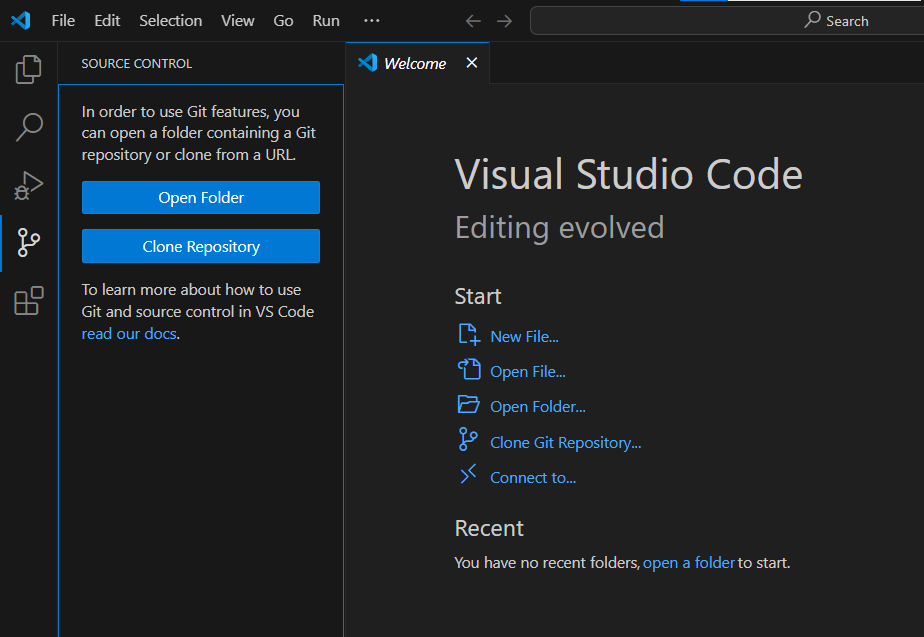 File Edit Selection View Go Run ...
Search
SOURCE CONTROL
Welcome
In order to use Git features, you
can open a folder containing a Git
repository or clone from a URL.
Open Folder
Clone Repository
To learn more about how to use
Git and source control in VS Code
read our docs.
Visual Studio Code
Editing evolved
Start
New File...
Open File...
Open Folder...
Clone Git Repository...
Connect to...
Recent
You have no recent folders, open a folder to start.